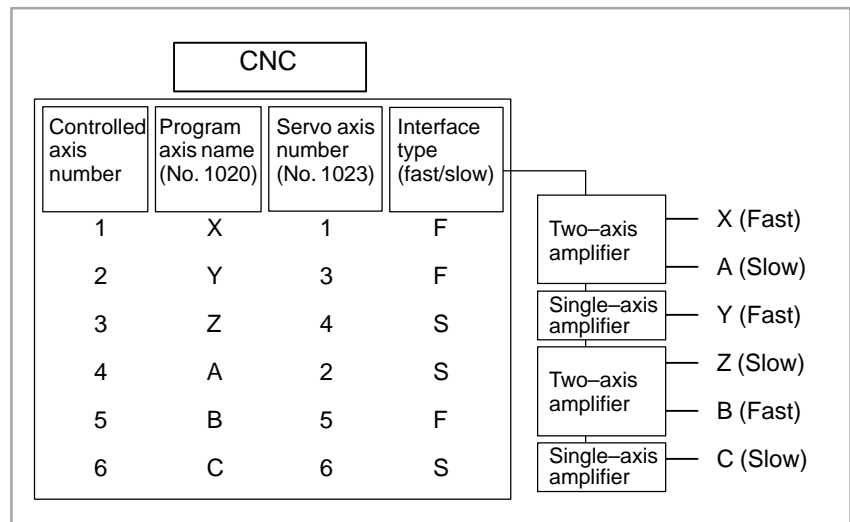 CNC
Controlled
axis
number
Program
axis name
(No. 1020)
Servo axis
number
(No. 1023)
Interface
type
(fast/slow)
1 X 1 F
2 Y 3 F
3 Z 4 S
4 A 2 S
5 B 5 F
6 C 6 S
Two–axis
amplifier
X (Fast)
A (Slow)
Single–axis
amplifier
Y (Fast)
Two–axis
amplifier
Z (Slow)
B (Fast)
Single–axis
amplifier
C (Slow)